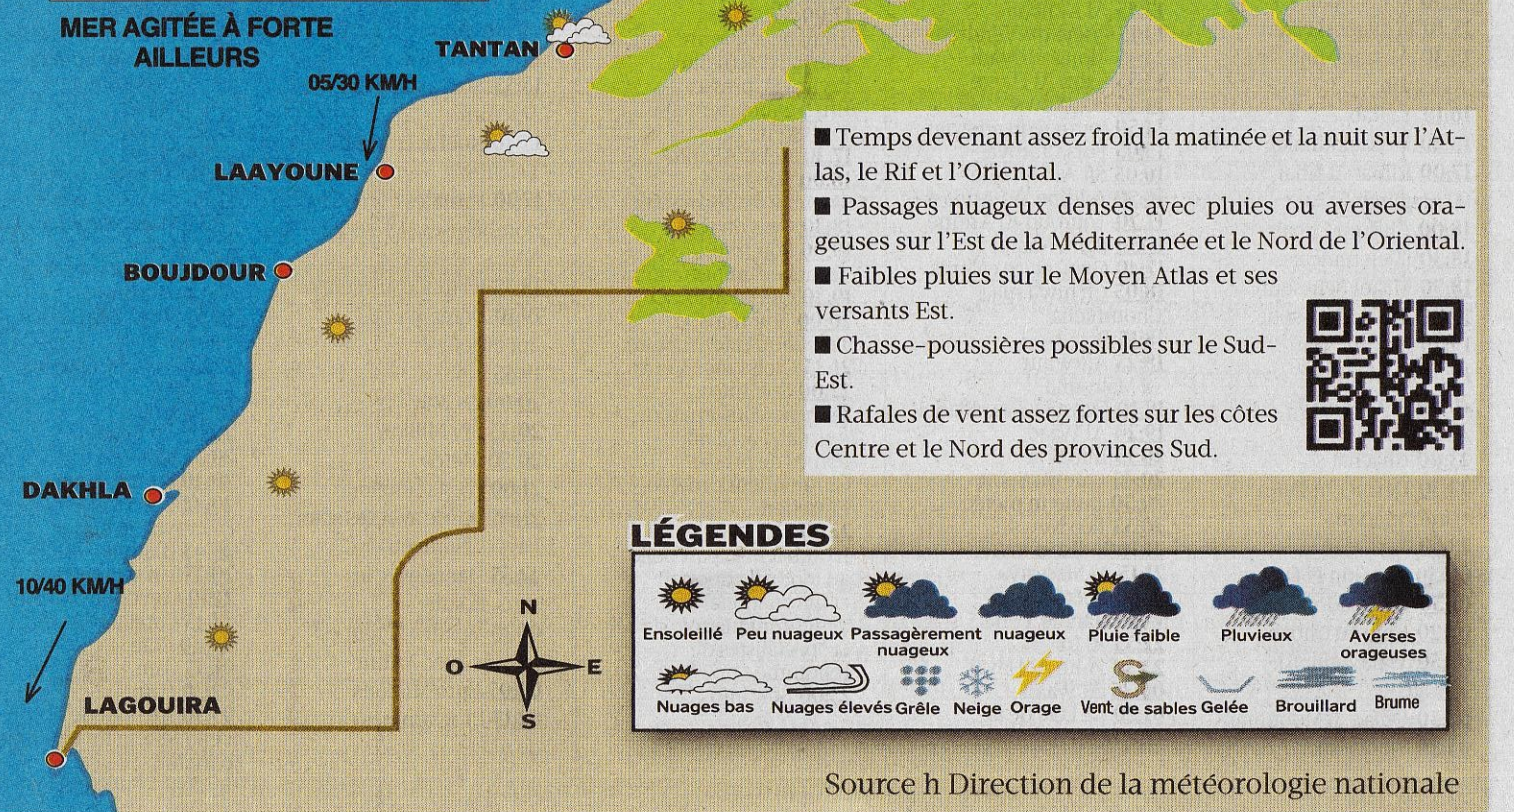 MER AGITÉE À FORTE
AILLEURS
TANTAN
05/30 KM/H
LAAYOUNE
BOUJDOUR
DAKHLA
10/40 KM/H
LAGOUIRA
■ Temps devenant assez froid la matinée et la nuit sur l'At-
las, le Rif et l'Oriental.
■ Passages nuageux denses avec pluies ou averses ora-
geuses sur l'Est de la Méditerranée et le Nord de l'Oriental.
■ Faibles pluies sur le Moyen Atlas et ses
versants Est.
■ Chasse-poussières possibles sur le Sud-
Est.
■ Rafales de vent assez fortes sur les côtes
Centre et le Nord des provinces Sud.
N
O E
S
LÉGENDES
Ensoleillé Peu nuageux Passagèrement nuageux Pluie faible Pluvieux Averses
nuageux orageuses
Nuages bas Nuages élevés Grêle Neige Orage Vent de sables Gelée Brouillard Brume
Source h Direction de la météorologie nationale